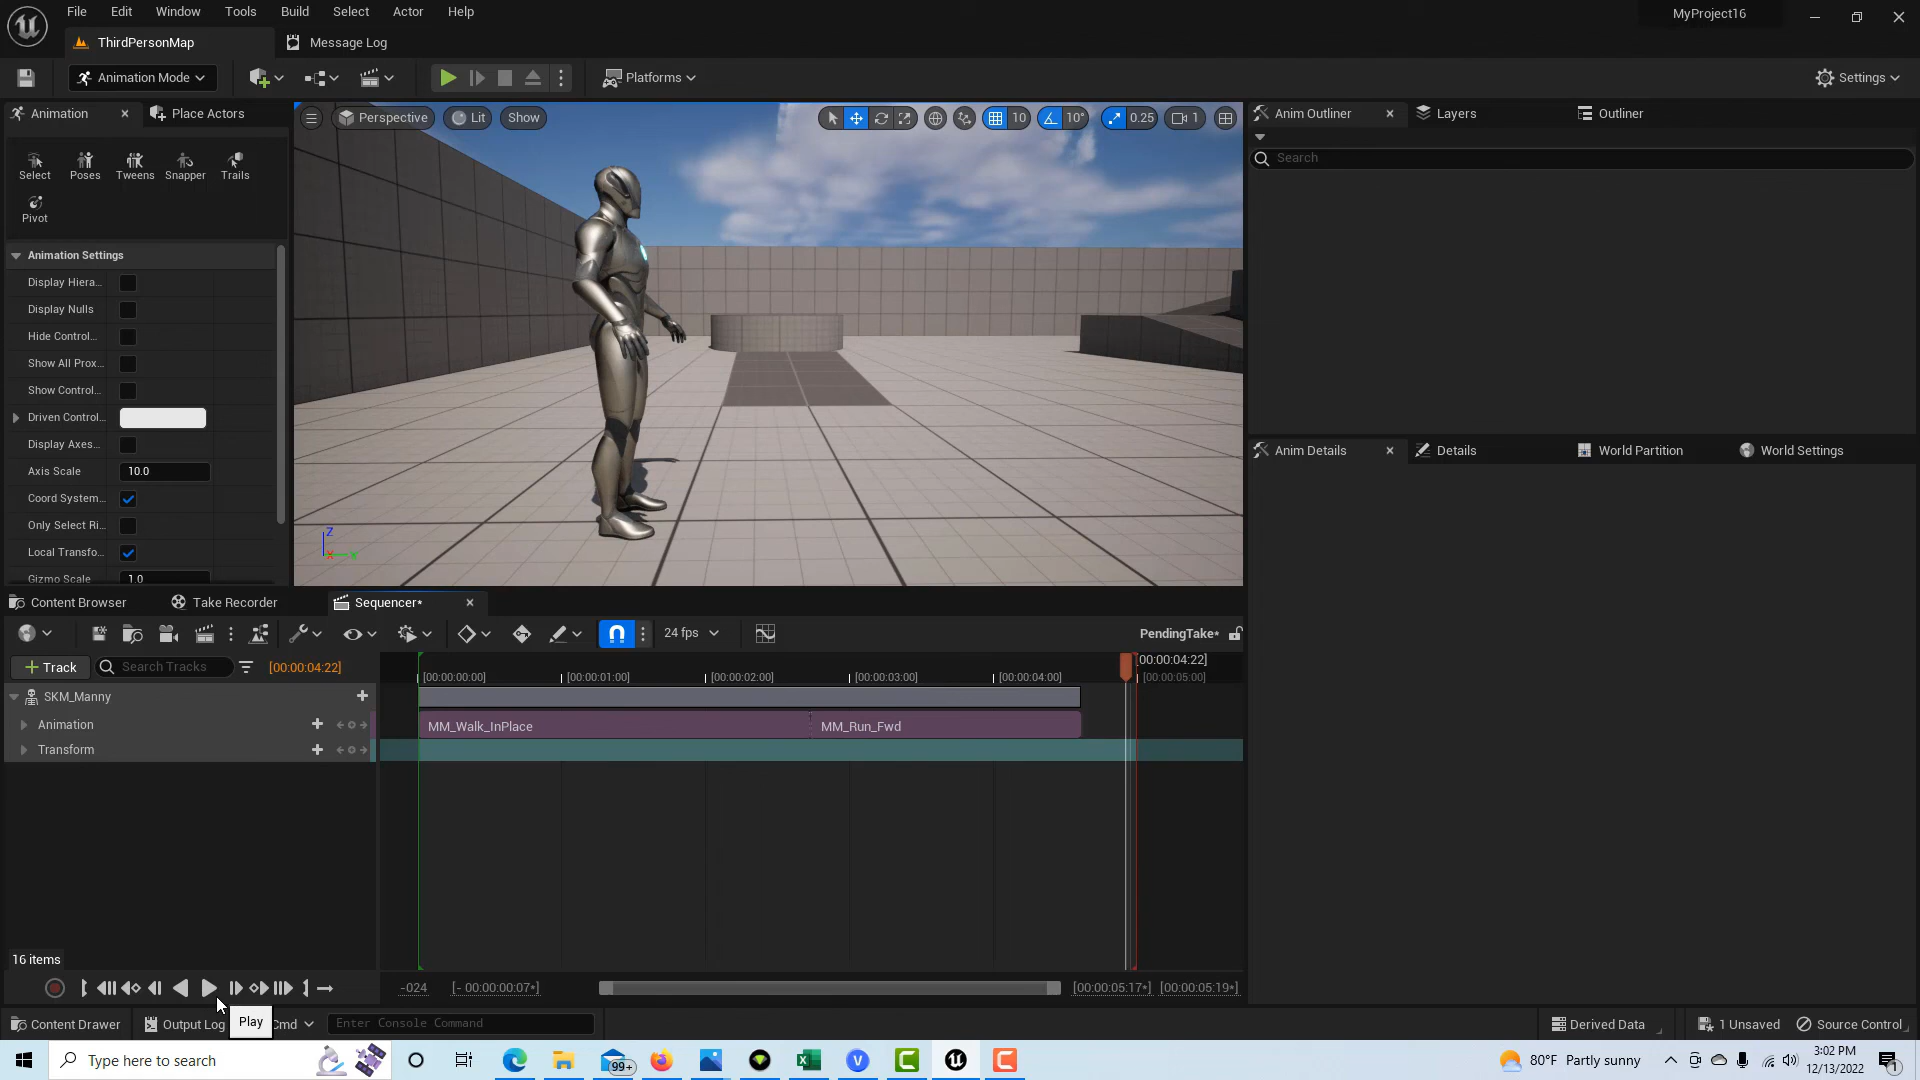 File Edit Window Tools Build Select Actor Help MyProject16
ThirdPersonMap Message Log
Animation Mode Platforms Settings
Animation Place Actors Perspective Lit Show 10 10° 0.25 1 Anim Outliner Layers Outliner
Search
Select Poses Tweens Snapper Trails
Pivot
Animation Settings
Display Hiera...
Display Nulls
Hide Control...
Show All Prox...
Show Control...
Driven Control...
Display Axes...
Axis Scale 10.0
Coord System...
Only Select Ri...
Local Transfo...
Gizmo Scale 1.0
Z
X
Anim Details Details World Partition World Settings
Content Browser Take Recorder Sequencer*
24 fps PendingTake*
Track Search Tracks [00:00:04:22] [00:00:04:22]
[00:00:00:00] [00:00:01:00] [00:00:02:00] [00:00:03:00] [00:00:04:00] [00:00:05:00]
SKM_Manny
Animation MM_Walk_InPlace MM_Run_Fwd
Transform
16 items
-024 [- 00:00:00:07*] [00:00:05:17*] [00:00:05:19*]
Content Drawer Output Log Play Cmd Enter Console Command Derived Data 1 Unsaved Source Control
Type here to search 99+ 80°F Partly sunny 3:02 PM
12/13/2022 1